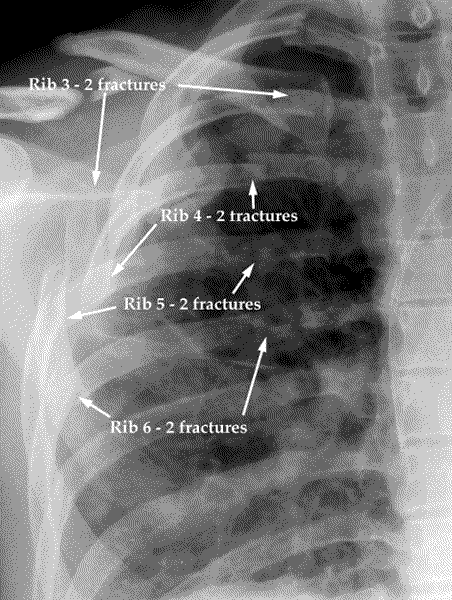 Rib 3 - 2 fractures
Rib 4 - 2 fractures
Rib 5 - 2 fractures
Rib 6 - 2 fractures